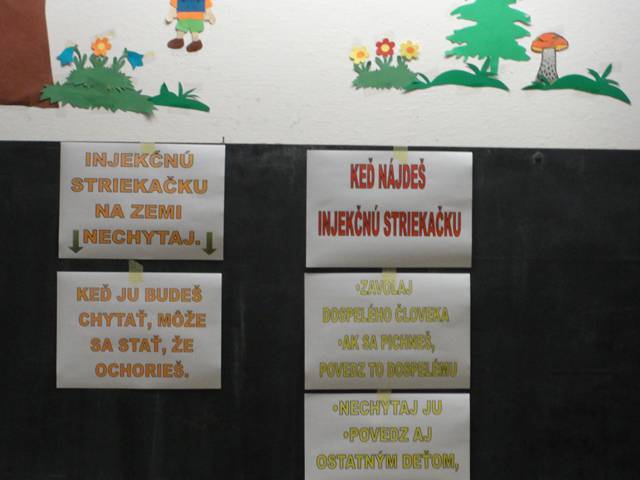 INJEKČNÚ
STRIEKAČKU
NA ZEMI
NECHYTAJ.
KEĎ JU BUDEŠ
CHYTAŤ, MÔŽE
SA STAŤ, ŽE
OCHORIEŠ.
KEĎ NÁJDEŠ
INJEKČNÚ STRIEKAČKU
•ZAVOLAJ
DOSPELÉHO ČLOVEKA
•AK SA PICHNEŠ,
POVEDZ TO DOSPELÉMU
•NECHYTAJ JU
•POVEDZ AJ
OSTATNÝM DEŤOM,